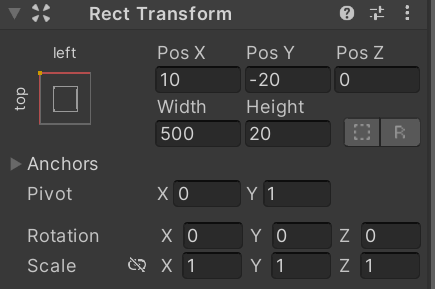 Rect Transform
left
top
Pos X Pos Y Pos Z
10 -20 0
Width Height
500 20 R
Anchors
Pivot X 0 Y 1
Rotation X 0 Y 0 Z 0
Scale X 1 Y 1 Z 1